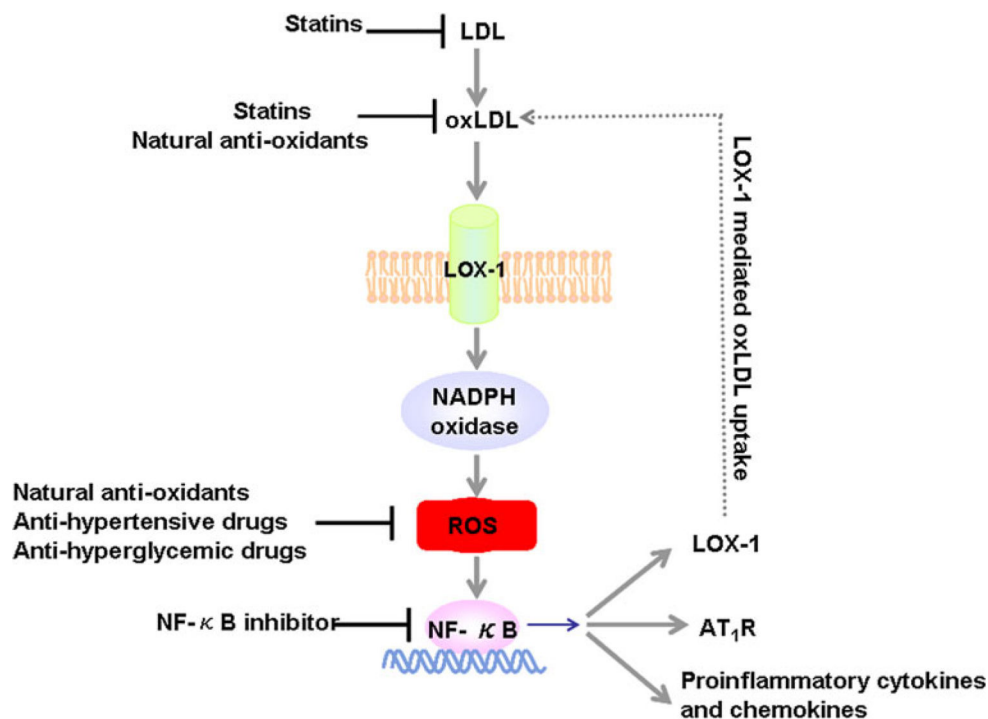 Statins
LDL
Statins
Natural anti-oxidants
oxLDL
LOX-1 mediated oxLDL uptake
LOX-1
NADPH
oxidase
Natural anti-oxidants
Anti-hypertensive drugs
Anti-hyperglycemic drugs
ROS
LOX-1
NF-κB inhibitor
NF-κB
AT₁R
Proinflammatory cytokines
and chemokines